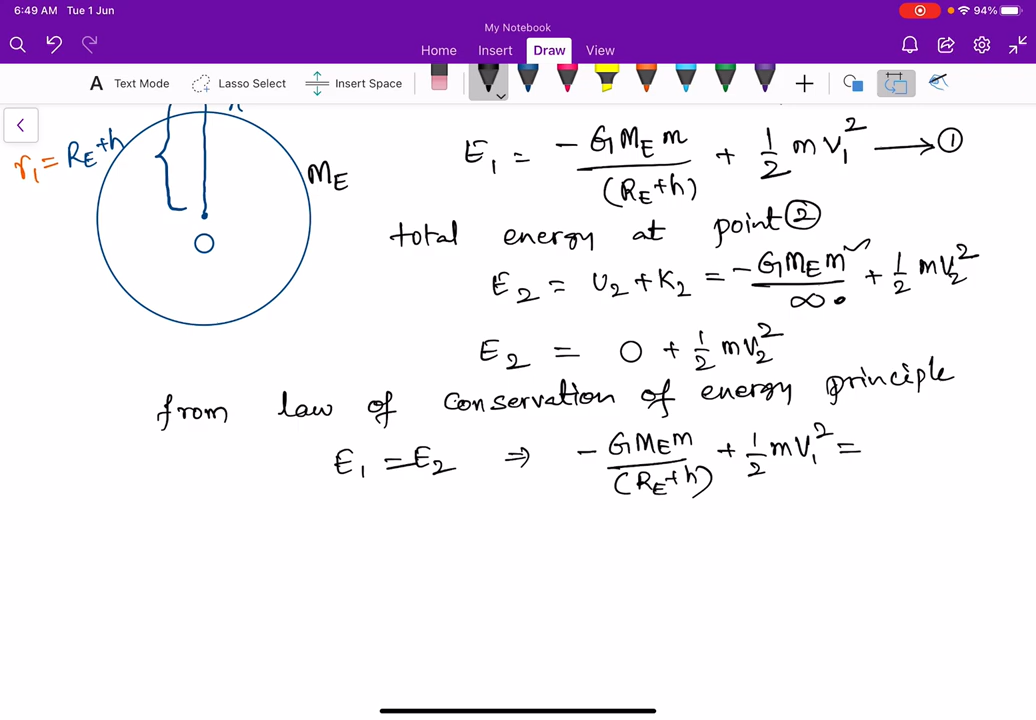 6:49 AM Tue 1 Jun
94%
My Notebook
Home Insert Draw View
A Text Mode Lasso Select Insert Space
r₁ = R_E+h
M_E
O
E₁ = - G M_E m / (R_E+h) + 1/2 m V₁² ⟶ ①
total energy at point ②
E₂ = U₂ + K₂ = - G M_E m / ∞ + 1/2 m V₂²
E₂ = 0 + 1/2 m V₂²
from law of conservation of energy principle
E₁ = E₂ ⇒ - G M_E m / (R_E+h) + 1/2 m V₁² =